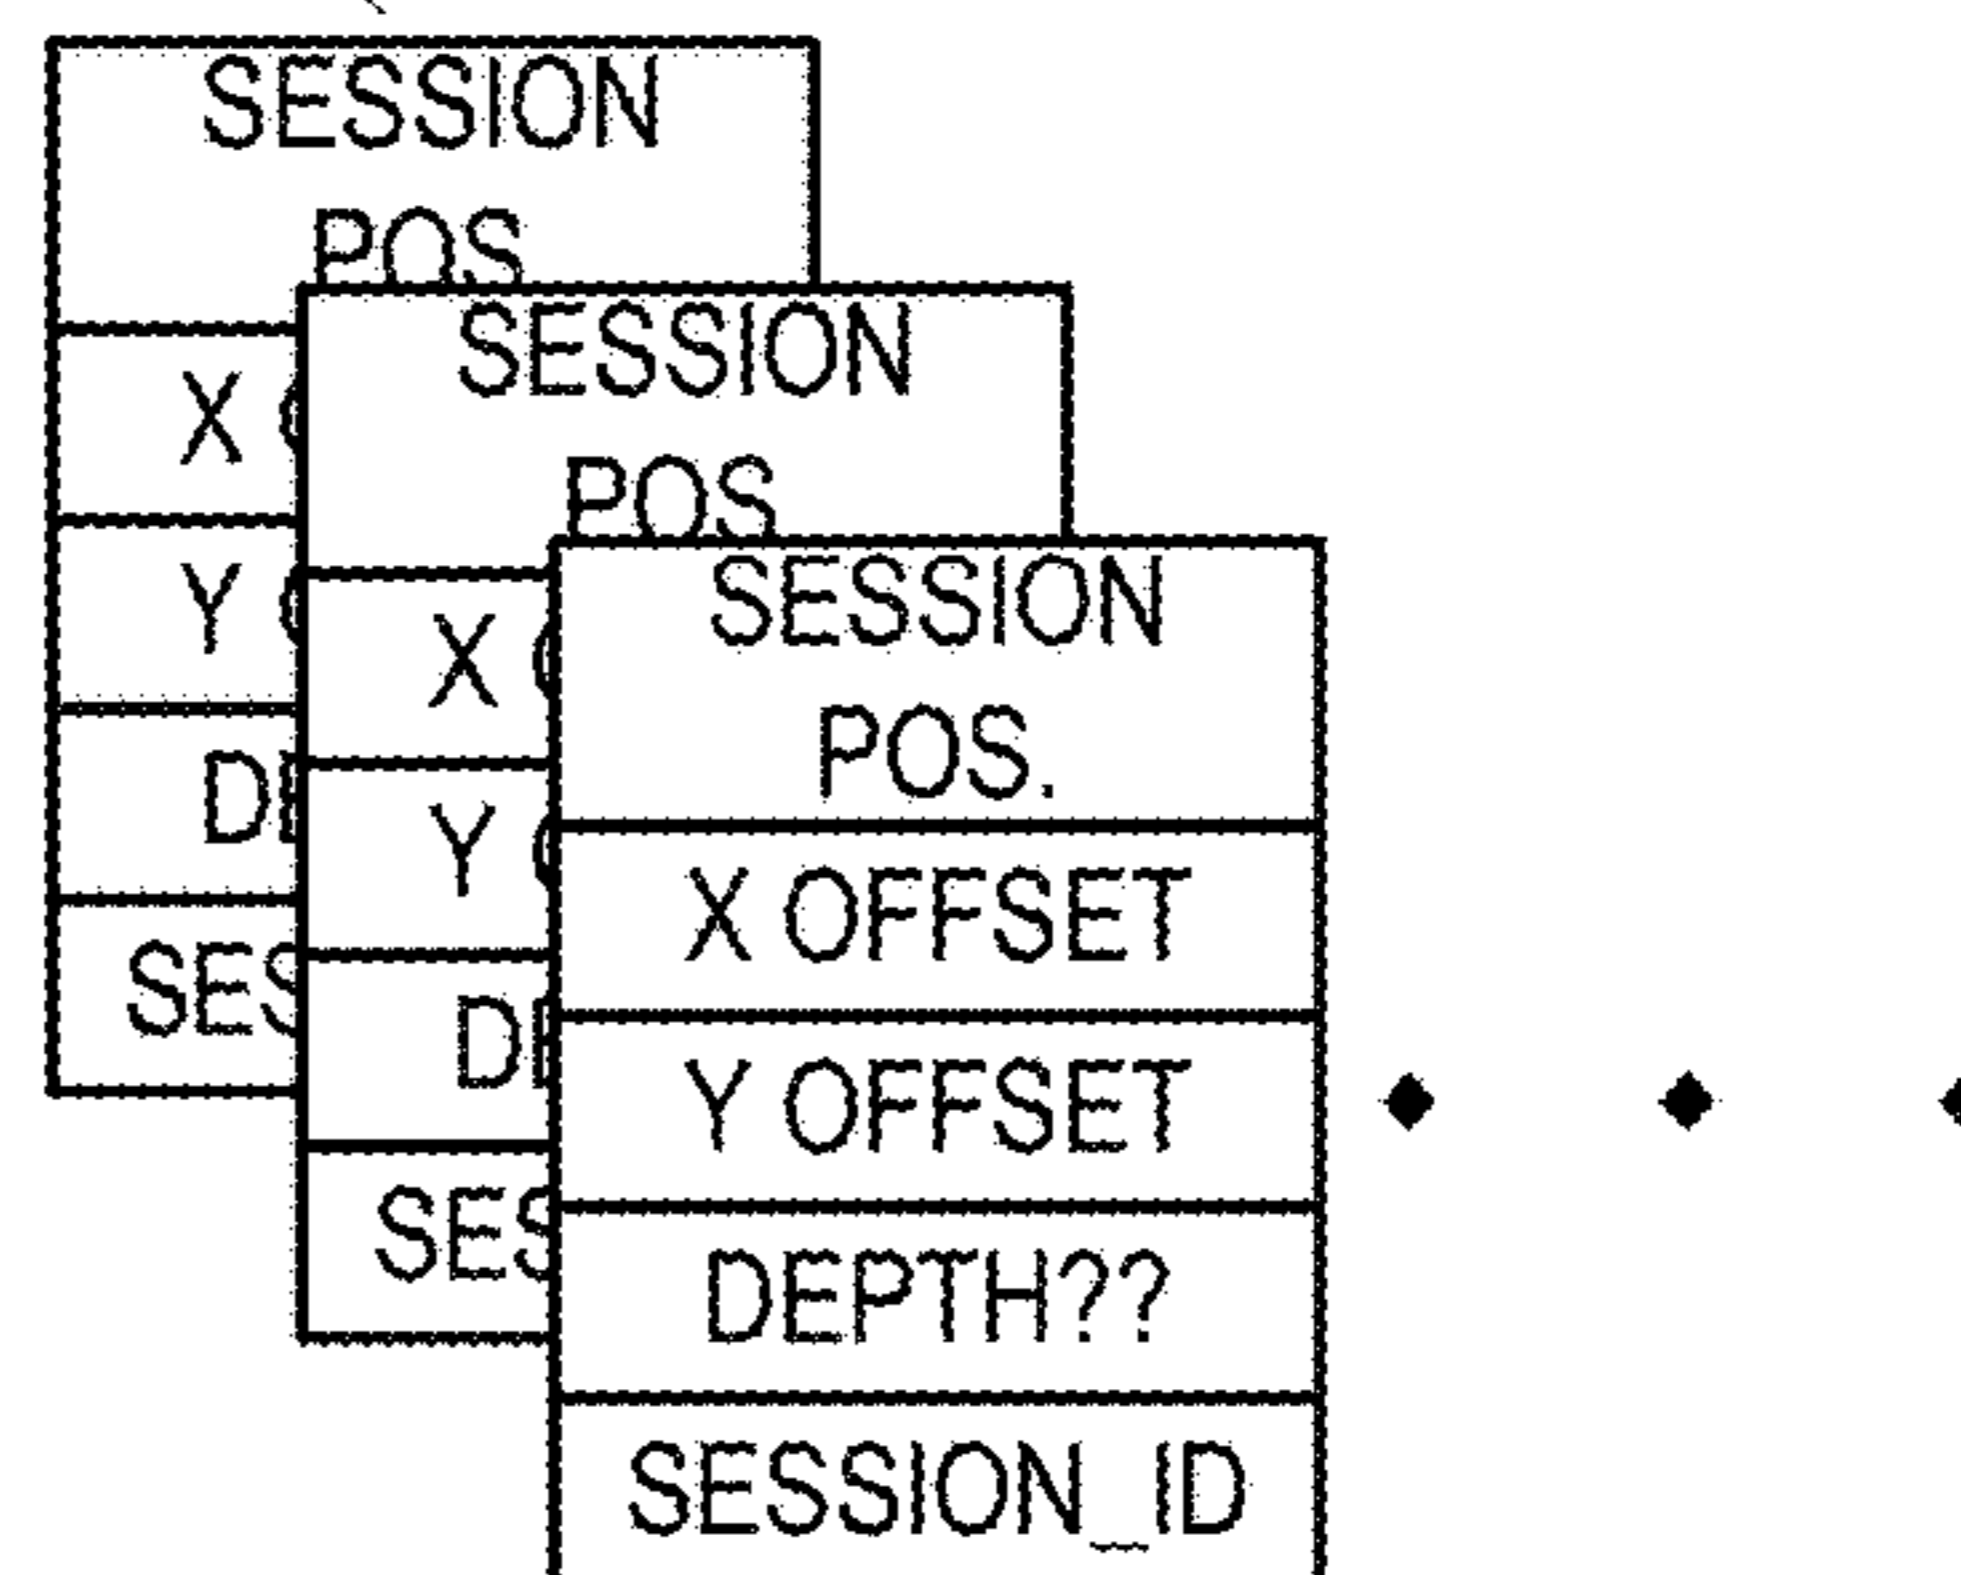 SESSION
POS
X
Y
SESSION
POS
X
Y
SESSION
POS.
X OFFSET
Y OFFSET
DEPTH??
SESSION_ID